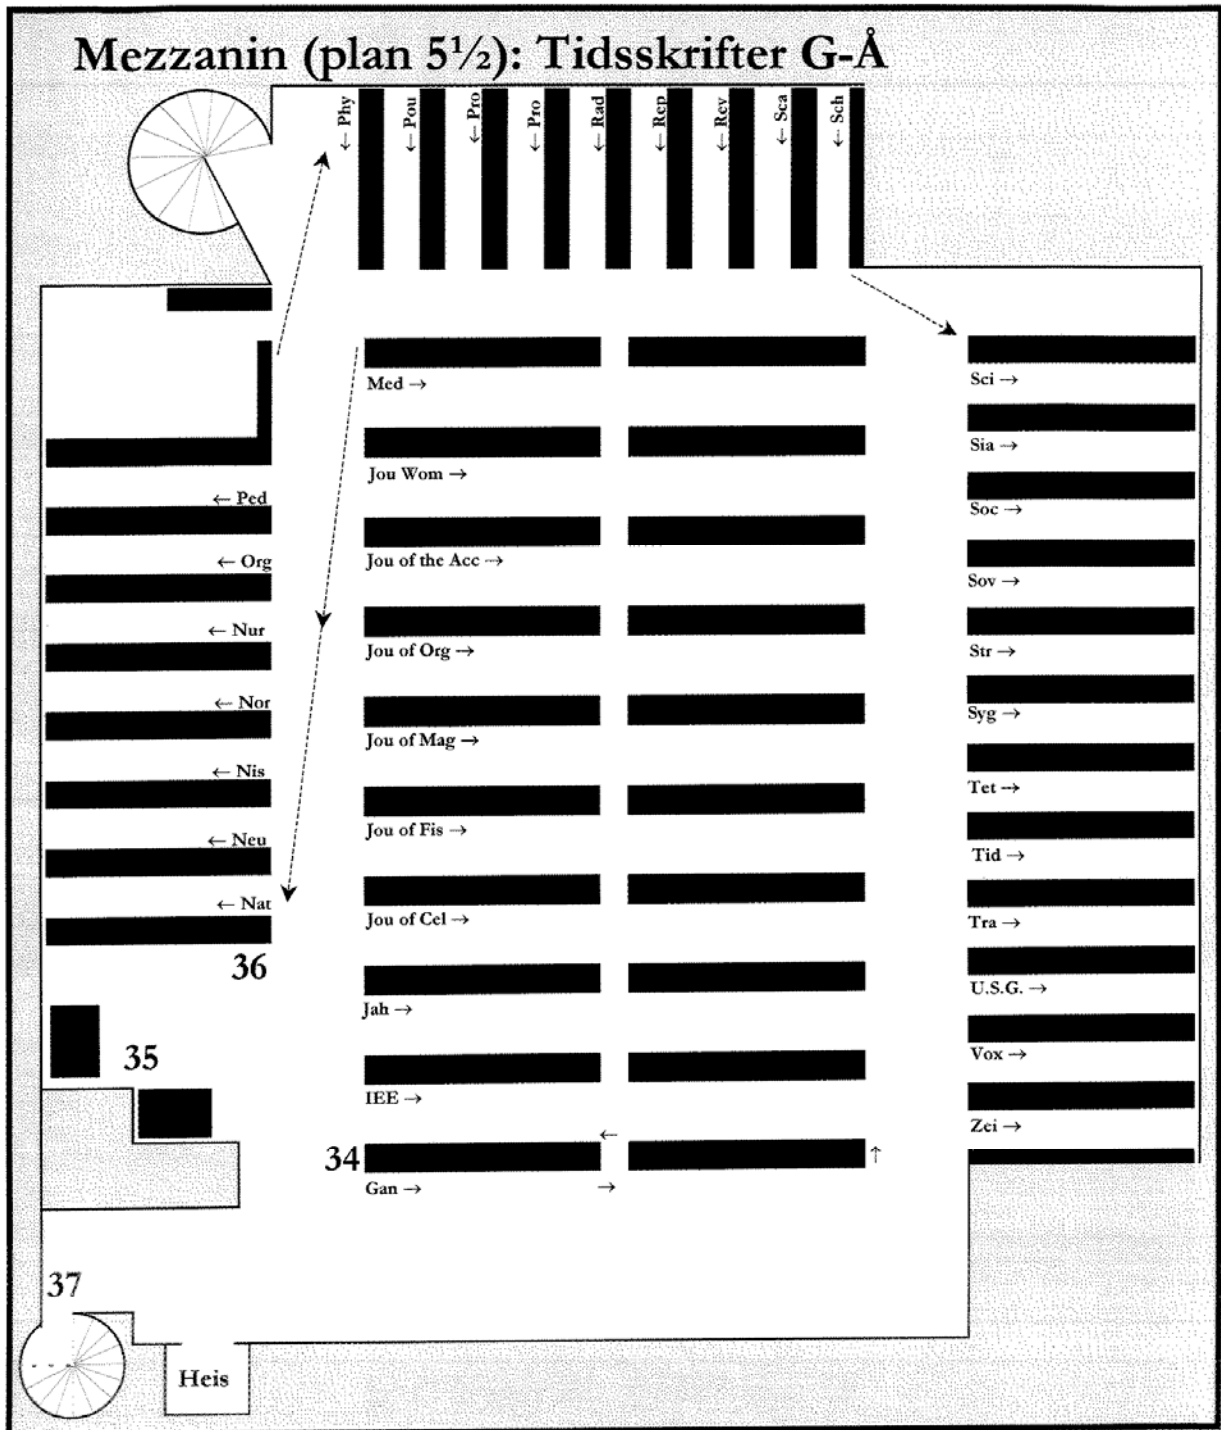 Mezzanin (plan 5½): Tidsskrifter G-Å
← Phy
← Pou
← Pro
← Pro
← Rad
← Rep
← Rev
← Sca
← Sch
Med →
Jou Wom →
Jou of the Acc →
Jou of Org →
Jou of Mag →
Jou of Fis →
Jou of Cel →
Jah →
IEE →
←
34
↑
Gan →
→
← Ped
← Org
← Nur
← Nor
← Nis
← Neu
← Nat
36
35
37
Heis
Sci →
Sia →
Soc →
Sov →
Str →
Syg →
Tet →
Tid →
Tra →
U.S.G. →
Vox →
Zei →